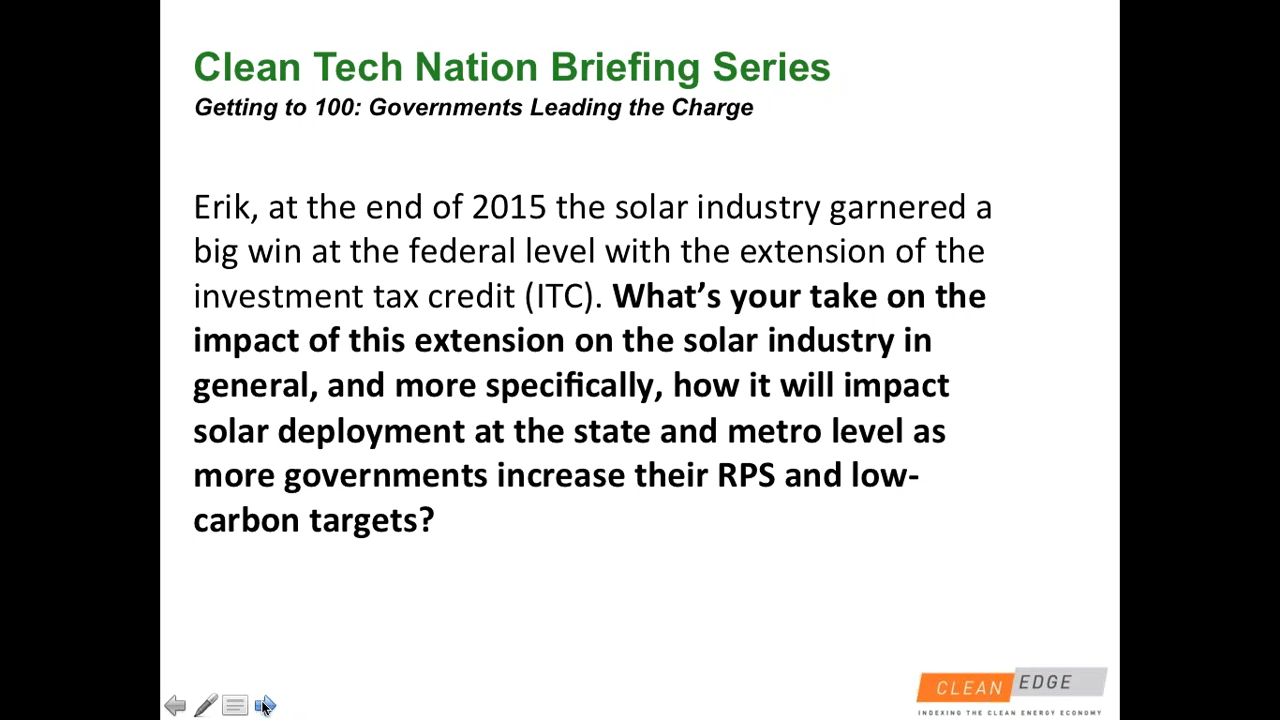 Clean Tech Nation Briefing Series
Getting to 100: Governments Leading the Charge
Erik, at the end of 2015 the solar industry garnered a
big win at the federal level with the extension of the
investment tax credit (ITC). What’s your take on the
impact of this extension on the solar industry in
general, and more specifically, how it will impact
solar deployment at the state and metro level as
more governments increase their RPS and low-
carbon targets?
CLEAN EDGE
INDEXING THE CLEAN ENERGY ECONOMY